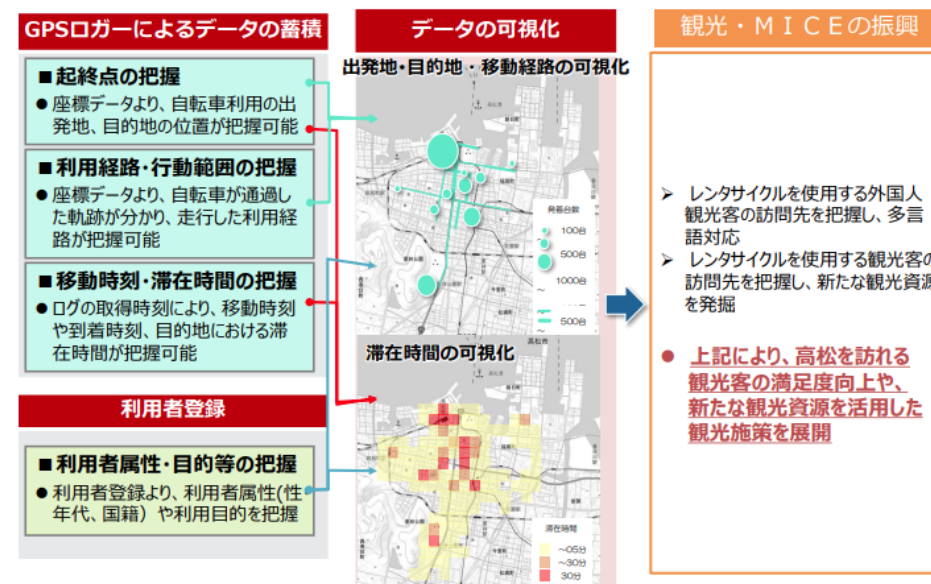 GPSロガーによるデータの蓄積
■起終点の把握
●座標データより、自転車利用の出
発地、目的地の位置が把握可能
■利用経路・行動範囲の把握
●座標データより、自転車が通過し
た軌跡が分かり、走行した利用経
路が把握可能
■移動時刻・滞在時間の把握
●ログの取得時刻により、移動時刻
や到着時刻、目的地における滞
在時間が把握可能
利用者登録
■利用者属性・目的等の把握
●利用者登録より、利用者属性(性
年代、国籍）や利用目的を把握
データの可視化
出発地・目的地・移動経路の可視化
発着台数
100台
～
500台
～
1000台
500台
～
滞在時間の可視化
高松市
滞在時間
～05分
～30分
30分
観光・ＭＩＣＥの振興
➢ レンタサイクルを使用する外国人
観光客の訪問先を把握し、多言
語対応
➢ レンタサイクルを使用する観光客の
訪問先を把握し、新たな観光資源
を発掘
● 上記により、高松を訪れる
観光客の満足度向上や、
新たな観光資源を活用した
観光施策を展開